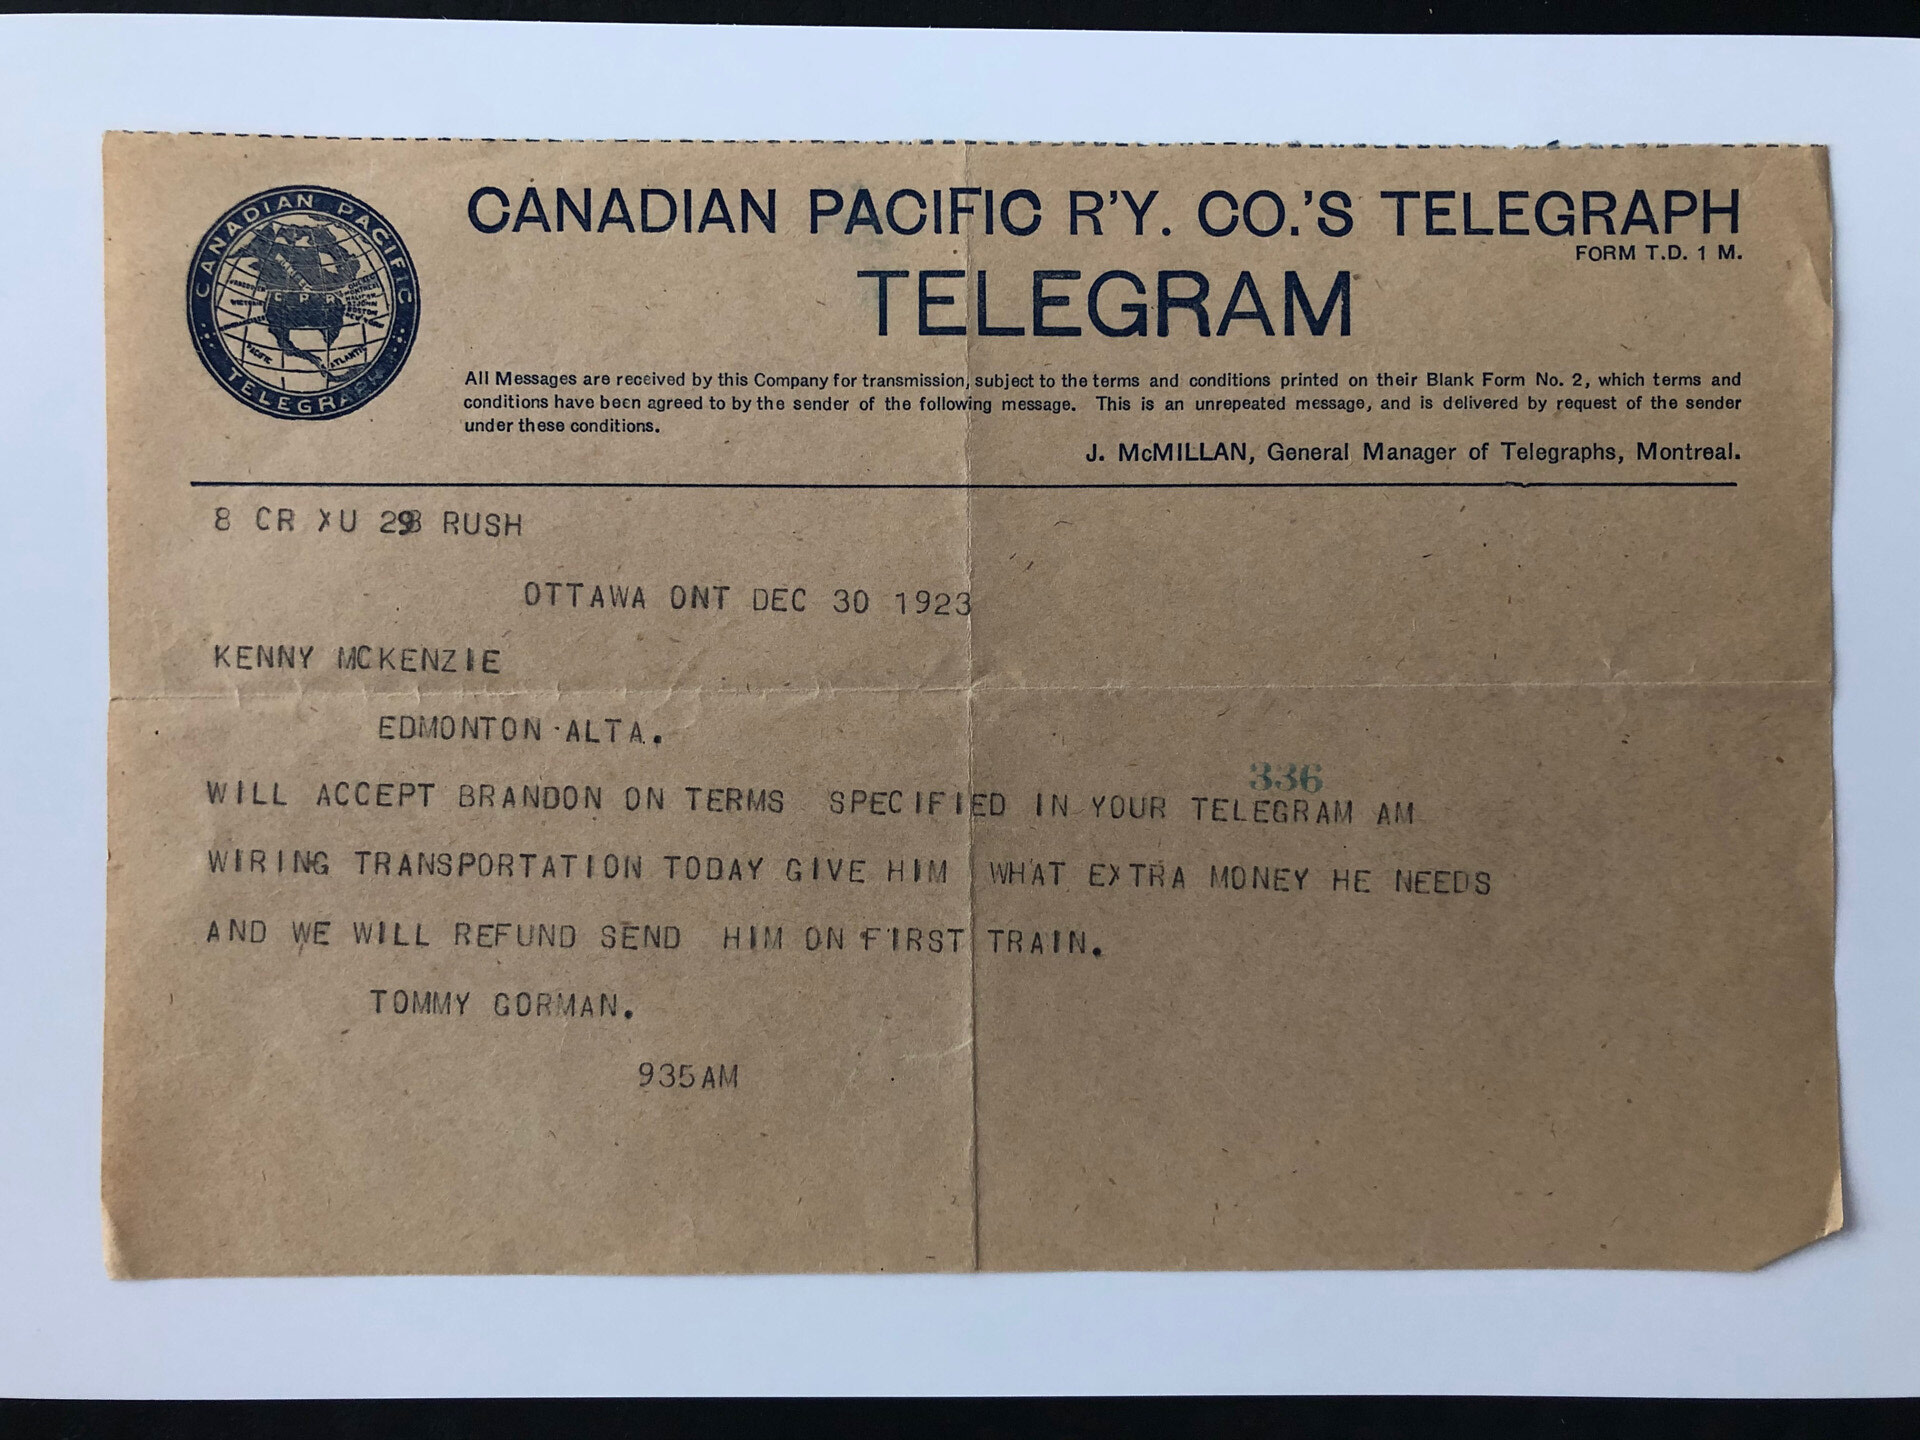 CANADIAN PACIFIC
TELEGRAPH
C P R
PACIFIC
ATLANTIC
CANADIAN PACIFIC R'Y. CO.'S TELEGRAPH
FORM T.D. 1 M.
TELEGRAM
All Messages are received by this Company for transmission, subject to the terms and conditions printed on their Blank Form No. 2, which terms and
conditions have been agreed to by the sender of the following message. This is an unrepeated message, and is delivered by request of the sender
under these conditions.
J. McMILLAN, General Manager of Telegraphs, Montreal.
8 CR XU RUSH
OTTAWA ONT DEC 30 1923
KENNY MCKENZIE
EDMONTON ALTA.
336
WILL ACCEPT BRANDON ON TERMS SPECIFIED IN YOUR TELEGRAM AM
WIRING TRANSPORTATION TODAY GIVE HIM WHAT EXTRA MONEY HE NEEDS
AND WE WILL REFUND SEND HIM ON FIRST TRAIN.
TOMMY GORMAN.
935AM